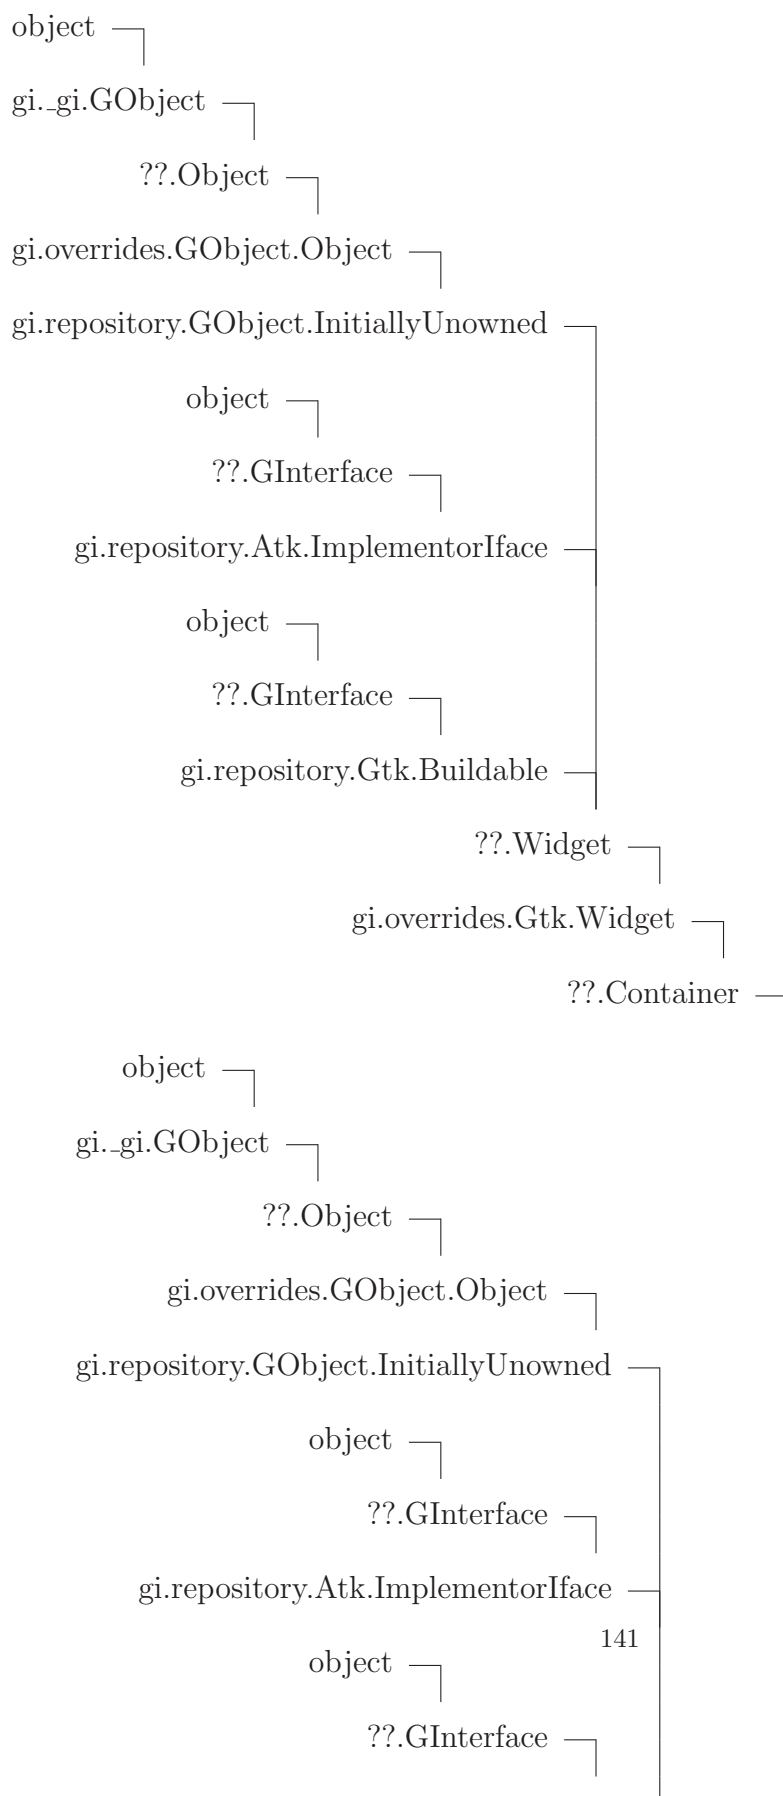 object
gi._gi.GObject
??.Object
gi.overrides.GObject.Object
gi.repository.GObject.InitiallyUnowned
object
??.GInterface
gi.repository.Atk.ImplementorIface
object
??.GInterface
gi.repository.Gtk.Buildable
??.Widget
gi.overrides.Gtk.Widget
??.Container
object
gi._gi.GObject
??.Object
gi.overrides.GObject.Object
gi.repository.GObject.InitiallyUnowned
object
??.GInterface
gi.repository.Atk.ImplementorIface
141
object
??.GInterface